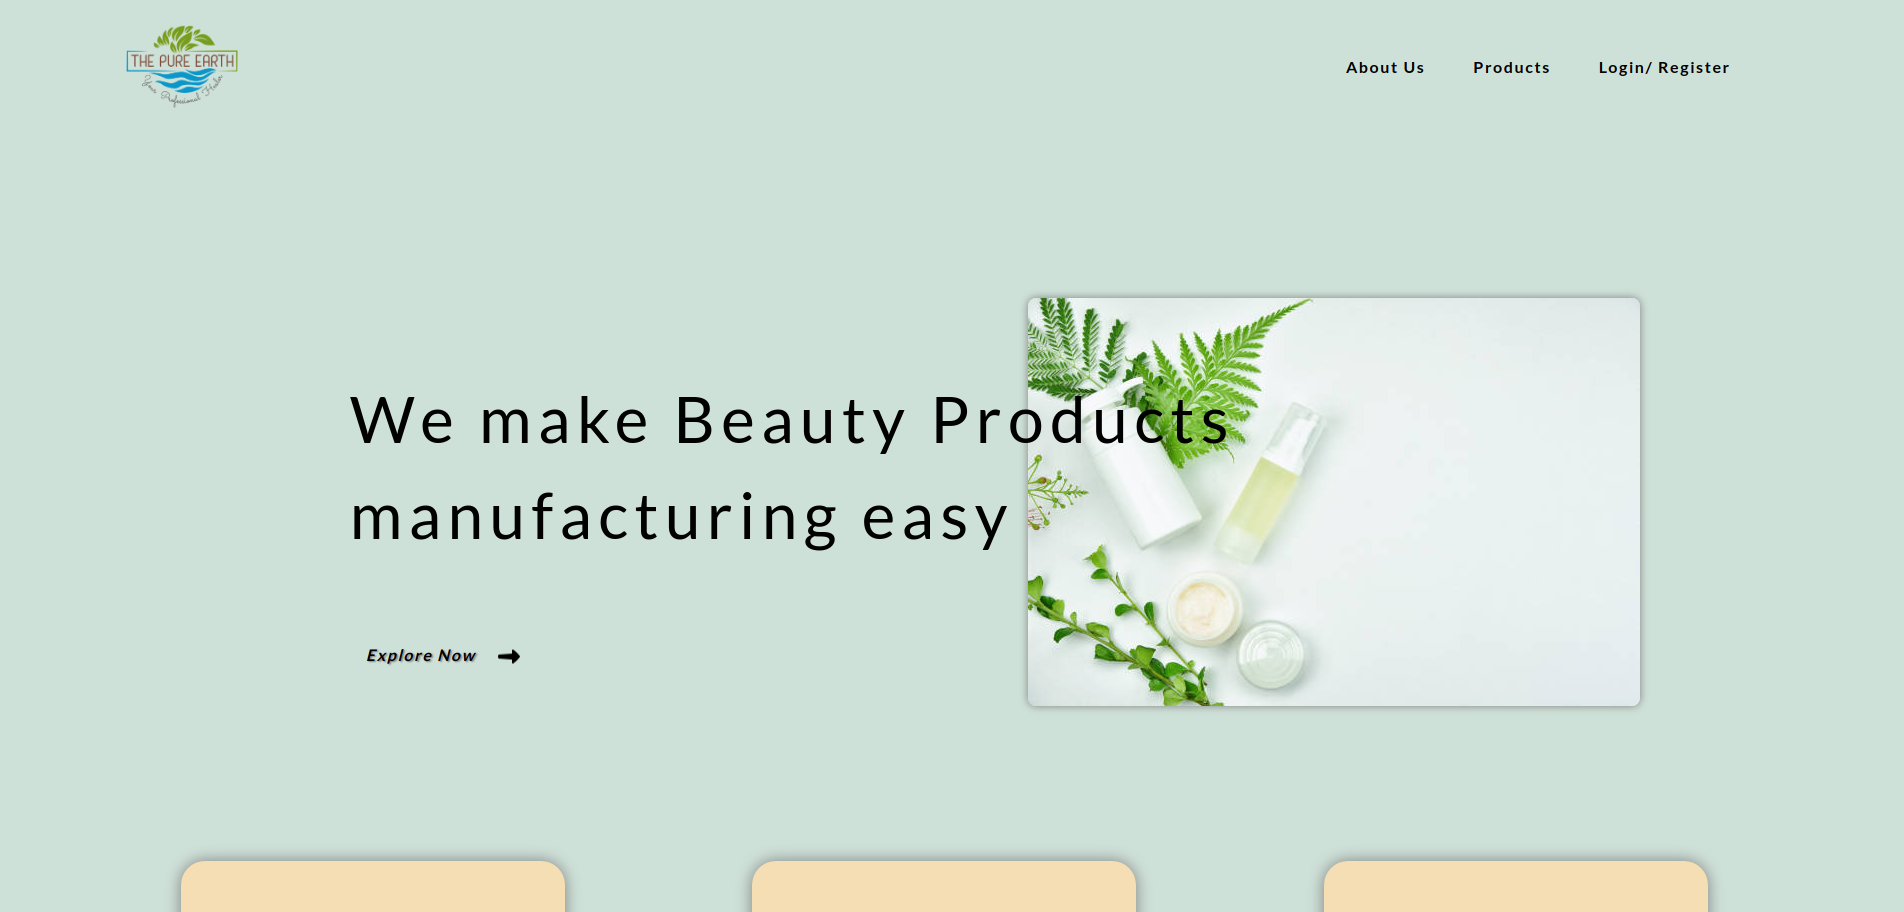 THE PURE EARTH
Your Professional Healer
About Us
Products
Login/ Register
We make Beauty Products
manufacturing easy
Explore Now